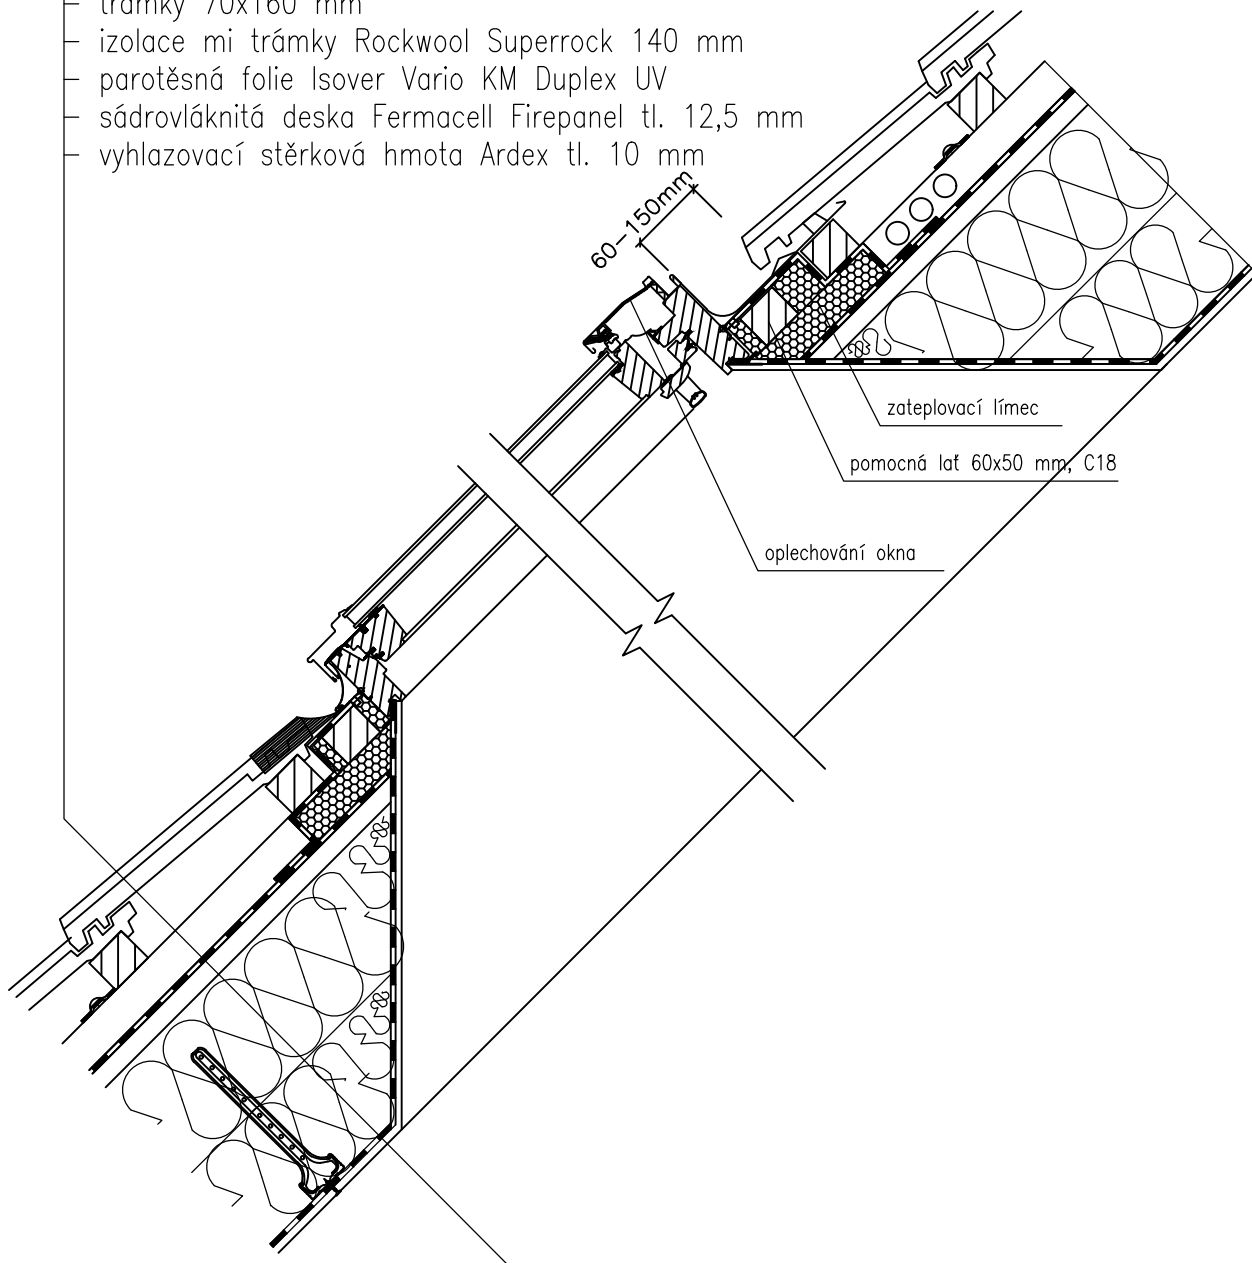 trámky 70x160 mm
izolace mi trámky Rockwool Superrock 140 mm
parotěsná folie Isover Vario KM Duplex UV
sádrovláknitá deska Fermacell Firepanel tl. 12,5 mm
vyhlazovací stěrková hmota Ardex tl. 10 mm
60-150mm
zateplovací límec
pomocná lať 60x50 mm, C18
oplechování okna